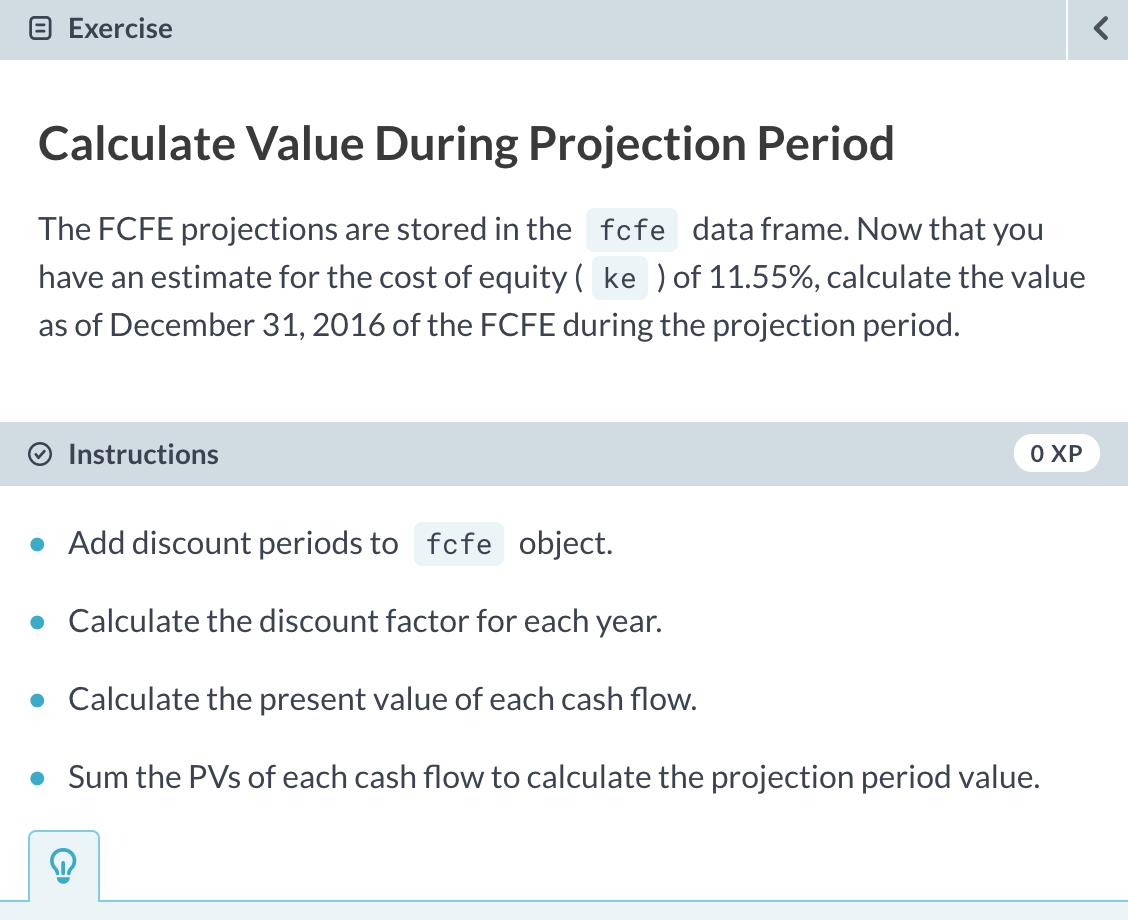 Exercise
Calculate Value During Projection Period
The FCFE projections are stored in the fcfe data frame. Now that you
have an estimate for the cost of equity ( ke ) of 11.55%, calculate the value
as of December 31, 2016 of the FCFE during the projection period.
Instructions
0 XP
Add discount periods to fcfe object.
Calculate the discount factor for each year.
Calculate the present value of each cash flow.
Sum the PVs of each cash flow to calculate the projection period value.